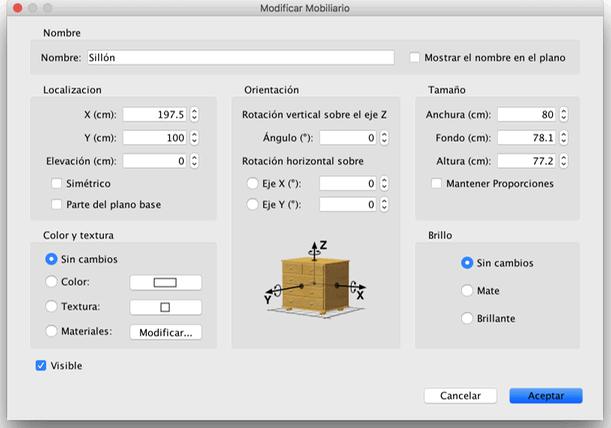 Modificar Mobiliario
Nombre
Nombre: Sillón
Mostrar el nombre en el plano
Localizacion
X (cm): 197.5
Y (cm): 100
Elevación (cm): 0
Simétrico
Parte del plano base
Orientación
Rotación vertical sobre el eje Z
Ángulo (°): 0
Rotación horizontal sobre
Eje X (°): 0
Eje Y (°): 0
Tamaño
Anchura (cm): 80
Fondo (cm): 78.1
Altura (cm): 77.2
Mantener Proporciones
Color y textura
Sin cambios
Color:
Textura:
Materiales: Modificar...
Z
Y
X
Brillo
Sin cambios
Mate
Brillante
Visible
Cancelar
Aceptar